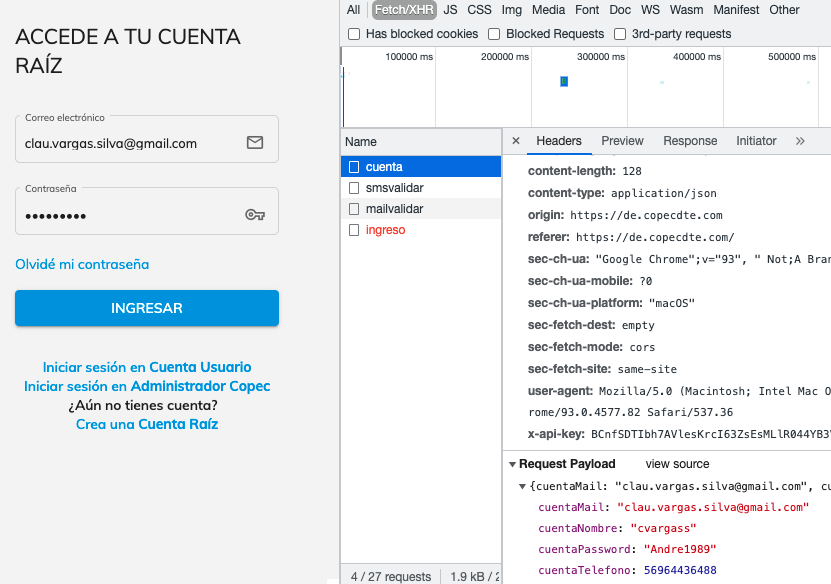 ACCEDE A TU CUENTA
RAÍZ
Correo electrónico
clau.vargas.silva@gmail.com
Contraseña
•••••••••
Olvidé mi contraseña
INGRESAR
Iniciar sesión en Cuenta Usuario
Iniciar sesión en Administrador Copec
¿Aún no tienes cuenta?
Crea una Cuenta Raíz
All Fetch/XHR JS CSS Img Media Font Doc WS Wasm Manifest Other
Has blocked cookies Blocked Requests 3rd-party requests
100000 ms 200000 ms 300000 ms 400000 ms 500000 ms
Name
cuenta
smsvalidar
mailvalidar
ingreso
4 / 27 requests 1.9 kB / 2
× Headers Preview Response Initiator »
content-length: 128
content-type: application/json
origin: https://de.copecdte.com
referer: https://de.copecdte.com/
sec-ch-ua: "Google Chrome";v="93", " Not;A Bran
sec-ch-ua-mobile: ?0
sec-ch-ua-platform: "macOS"
sec-fetch-dest: empty
sec-fetch-mode: cors
sec-fetch-site: same-site
user-agent: Mozilla/5.0 (Macintosh; Intel Mac O
rome/93.0.4577.82 Safari/537.36
x-api-key: BCnfSDTIbh7AVlesKrcI63ZsEsMLlR044YB3
Request Payload view source
{cuentaMail: "clau.vargas.silva@gmail.com", cu
cuentaMail: "clau.vargas.silva@gmail.com"
cuentaNombre: "cvargass"
cuentaPassword: "Andre1989"
cuentaTelefono: 56964436488